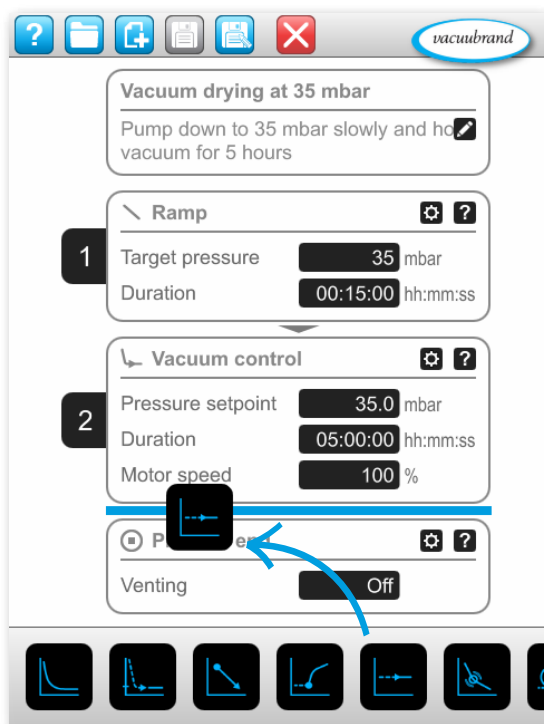 ?
vacuubrand
Vacuum drying at 35 mbar
Pump down to 35 mbar slowly and ho
vacuum for 5 hours
1
Ramp ?
Target pressure 35 mbar
Duration 00:15:00 hh:mm:ss
2
Vacuum control ?
Pressure setpoint 35.0 mbar
Duration 05:00:00 hh:mm:ss
Motor speed 100 %
P end ?
Venting Off